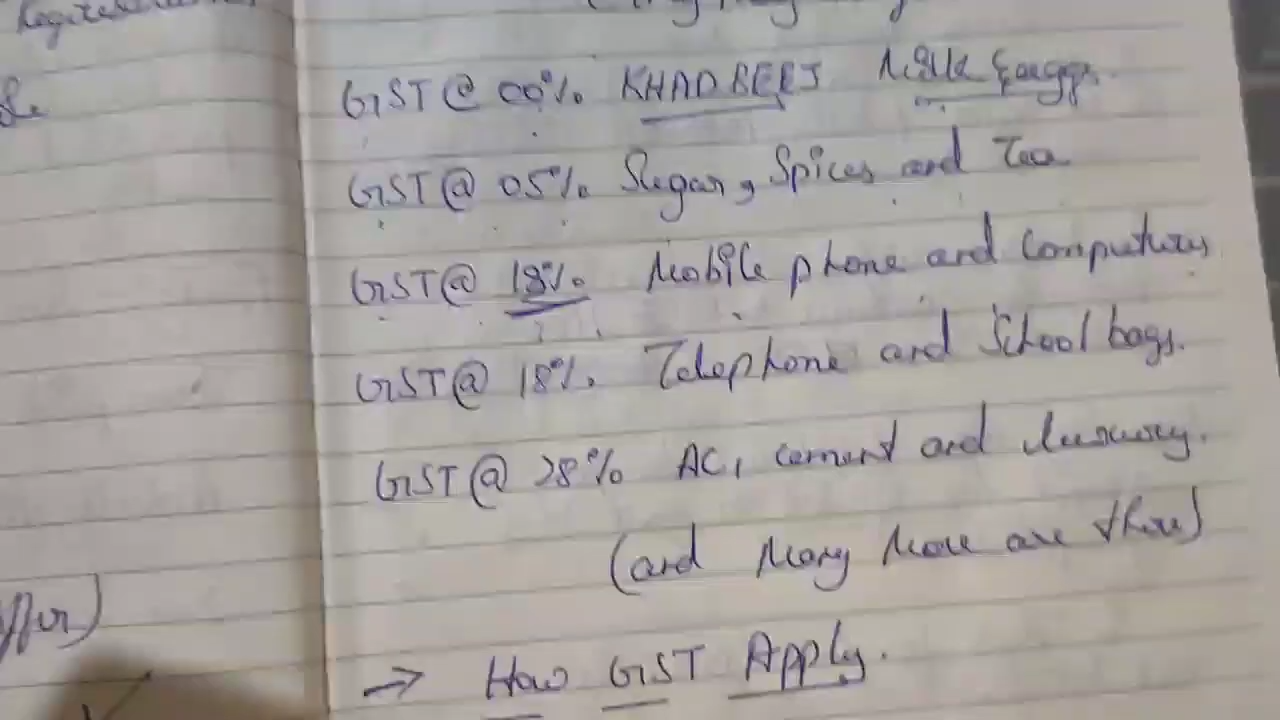 GST @ 00% KHADBEEJ Milk & eggs.
GST @ 05% Sugar, Spices and Tea
GST @ 18% Mobile phone and Computers
GST @ 18% Telephone and School bags.
GST @ 28% AC, cement and luxury.
(and Many More are there)
→ How GST Apply.